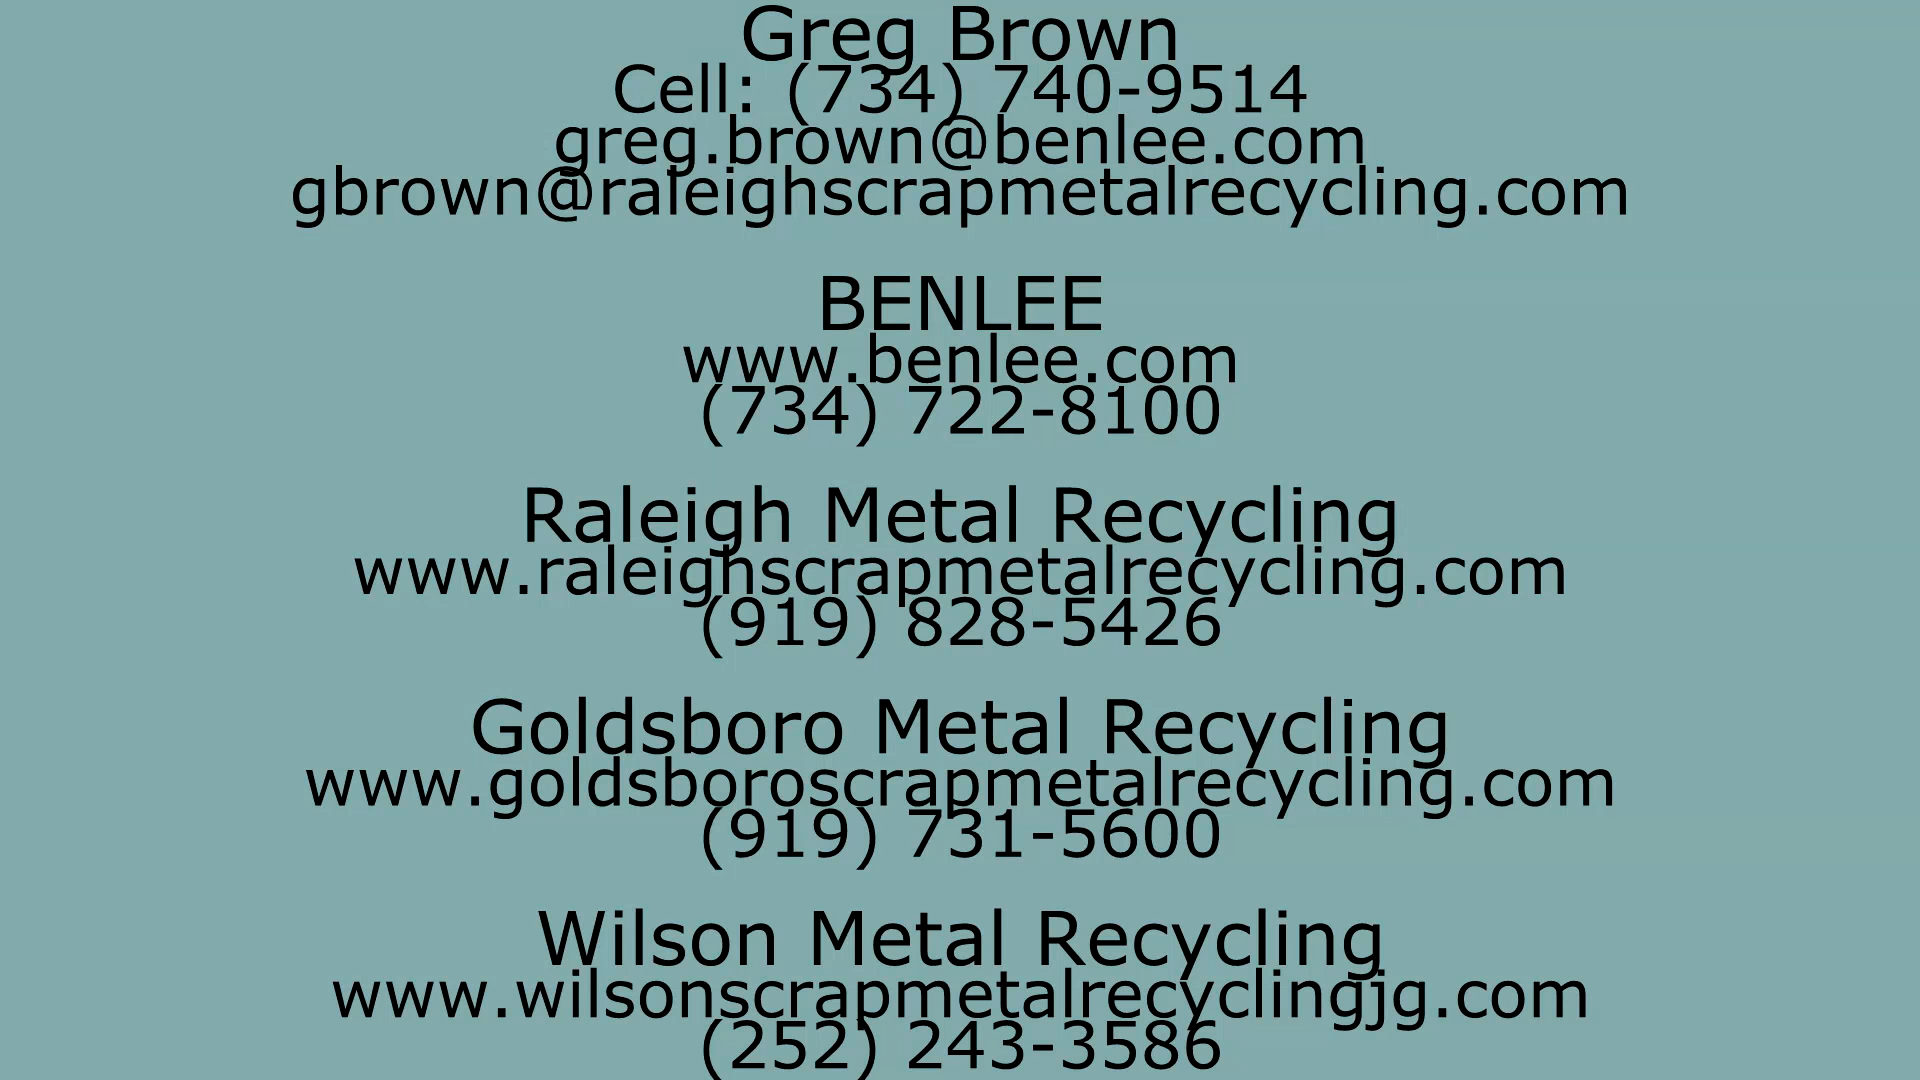 Greg Brown
Cell: (734) 740-9514
greg.brown@benlee.com
gbrown@raleighscrapmetalrecycling.com
BENLEE
www.benlee.com
(734) 722-8100
Raleigh Metal Recycling
www.raleighscrapmetalrecycling.com
(919) 828-5426
Goldsboro Metal Recycling
www.goldsboroscrapmetalrecycling.com
(919) 731-5600
Wilson Metal Recycling
www.wilsonscrapmetalrecyclingjg.com
(252) 243-3586